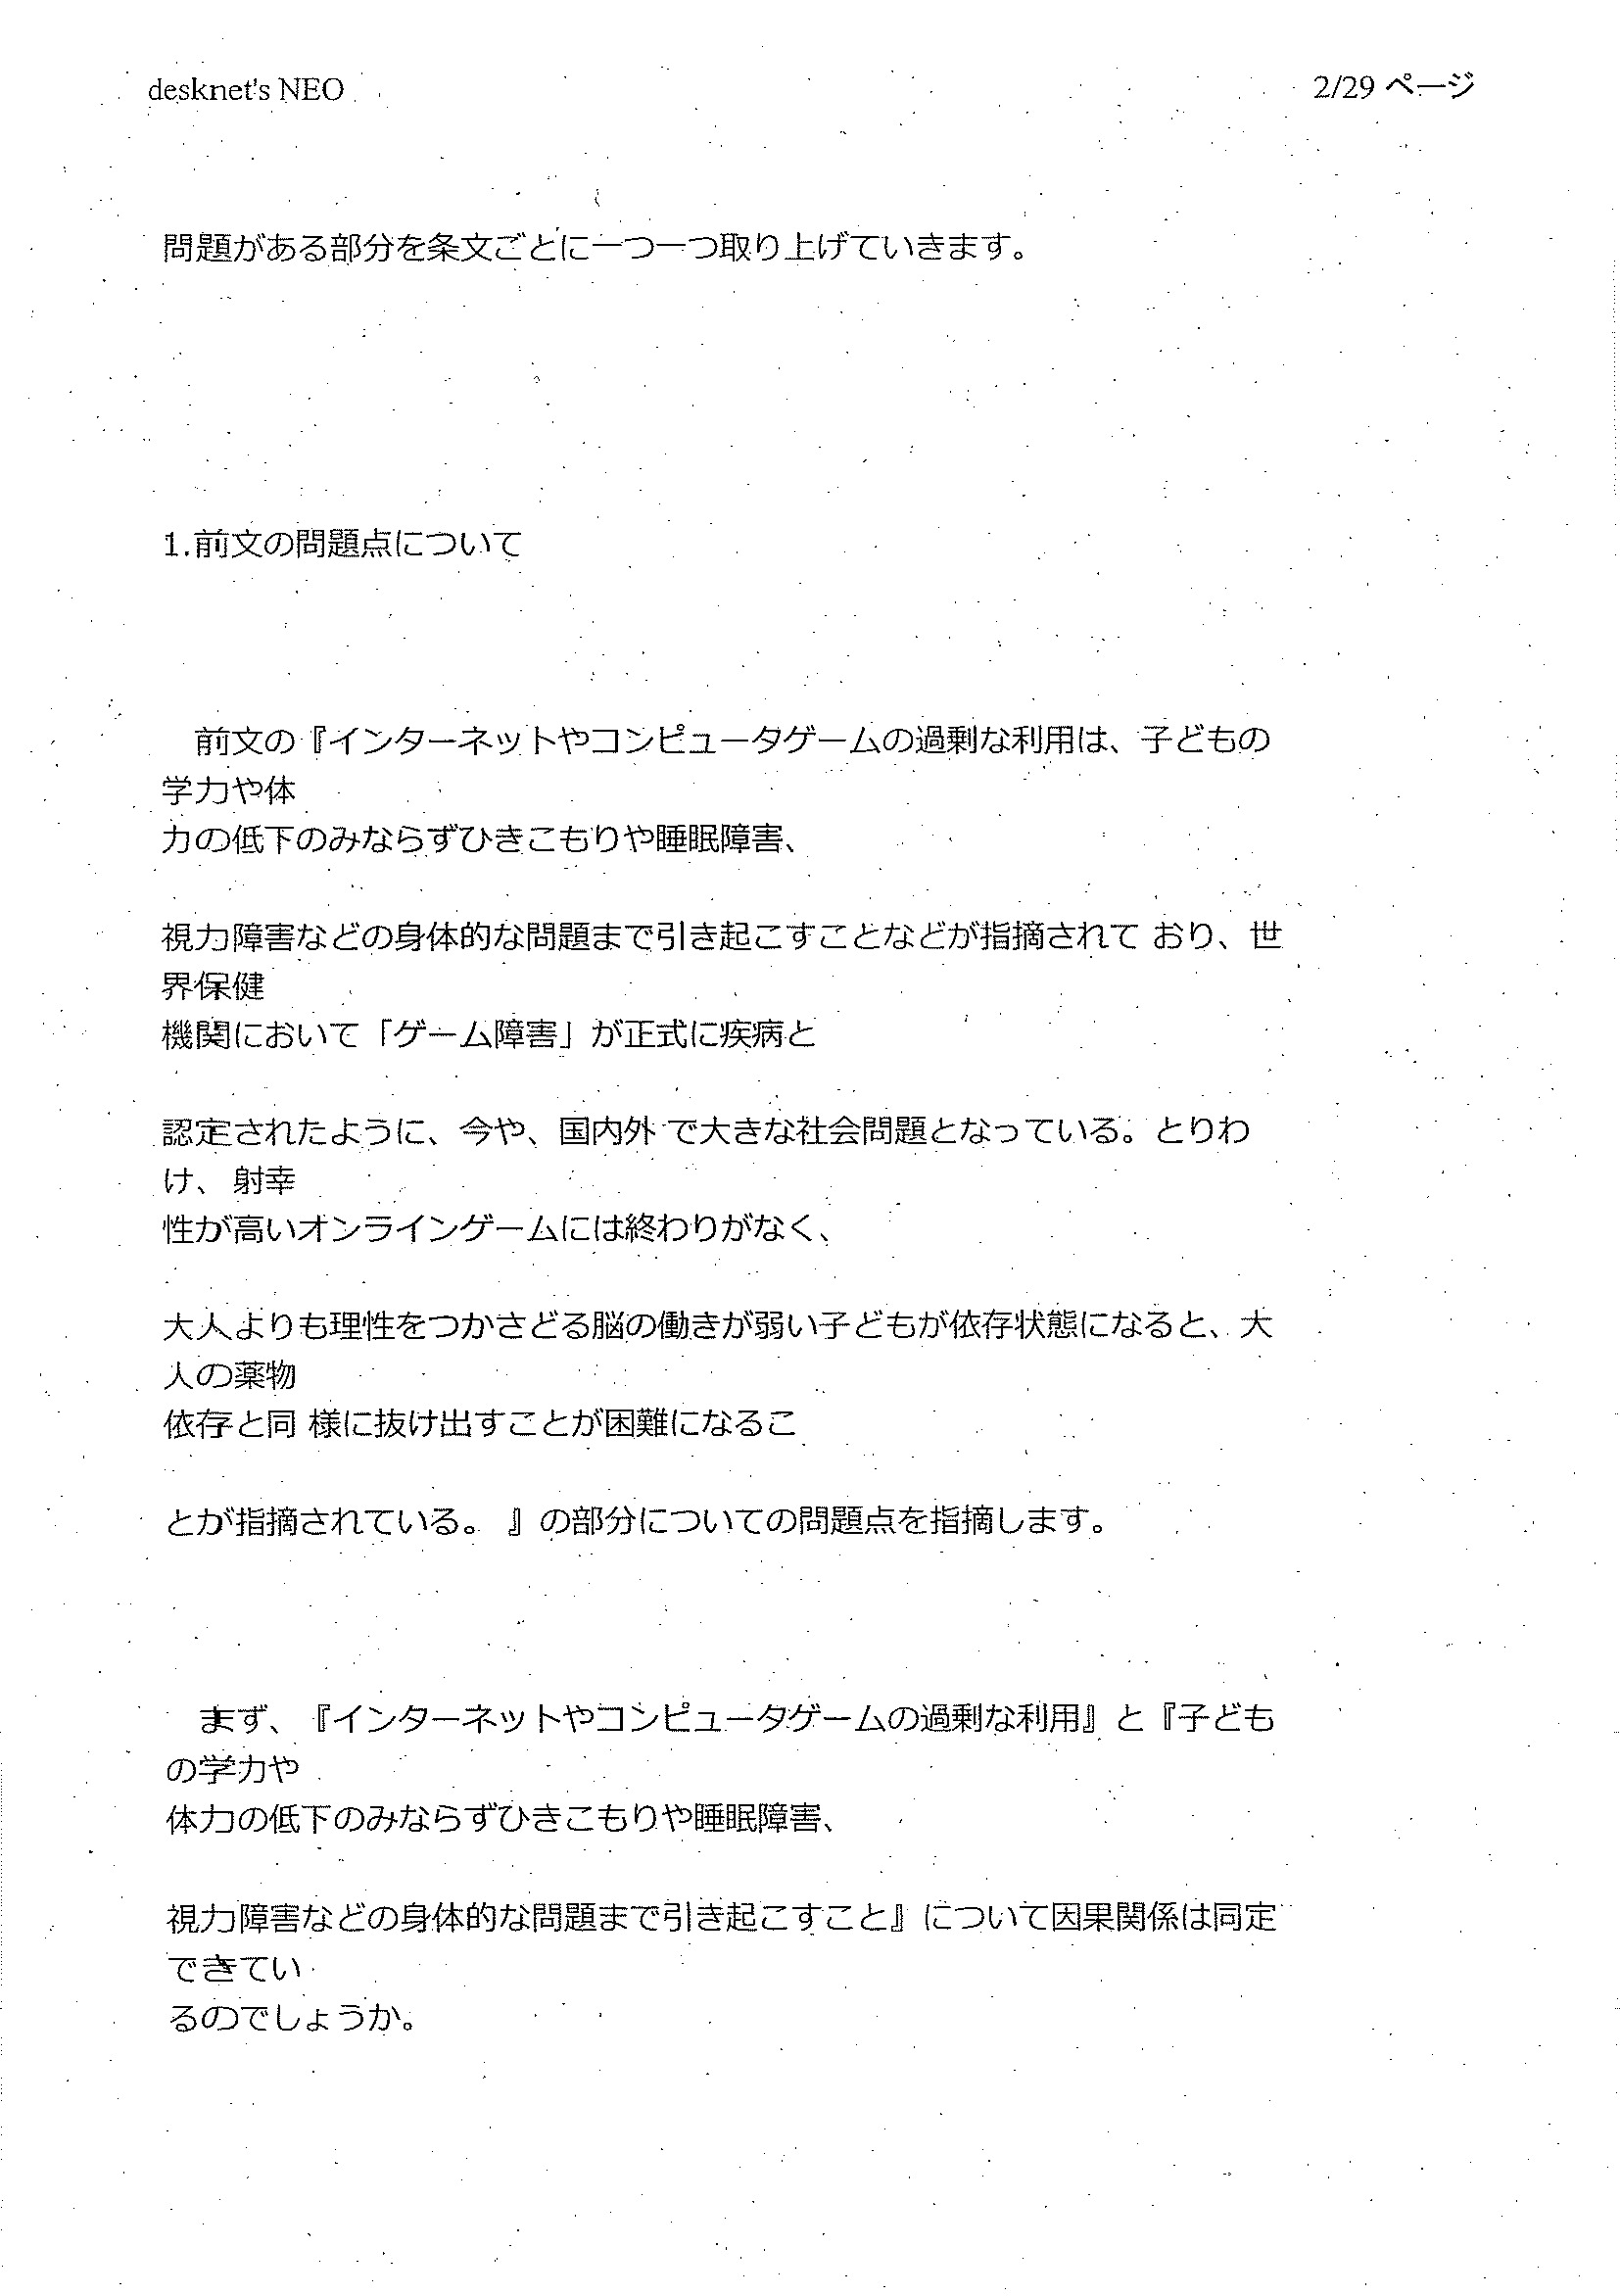 desknet's NEO
2/29 ページ
問題がある部分を条文ごとに一つ一つ取り上げていきます。
1.前文の問題点について
前文の『インターネットやコンピュータゲームの過剰な利用は、子どもの
学力や体
力の低下のみならずひきこもりや睡眠障害、
視力障害などの身体的な問題まで引き起こすことなどが指摘されて おり、世
界保健
機関において「ゲーム障害」が正式に疾病と
認定されたように、今や、国内外 で大きな社会問題となっている。とりわ
け、 射幸
性が高いオンラインゲームには終わりがなく、
大人よりも理性をつかさどる脳の働きが弱い子どもが依存状態になると、大
人の薬物
依存と同 様に抜け出すことが困難になるこ
とが指摘されている。 』の部分についての問題点を指摘します。
まず、『インターネットやコンピュータゲームの過剰な利用』と『子ども
の学力や
体力の低下のみならずひきこもりや睡眠障害、
視力障害などの身体的な問題まで引き起こすこと』について因果関係は同定
できてい
るのでしょうか。